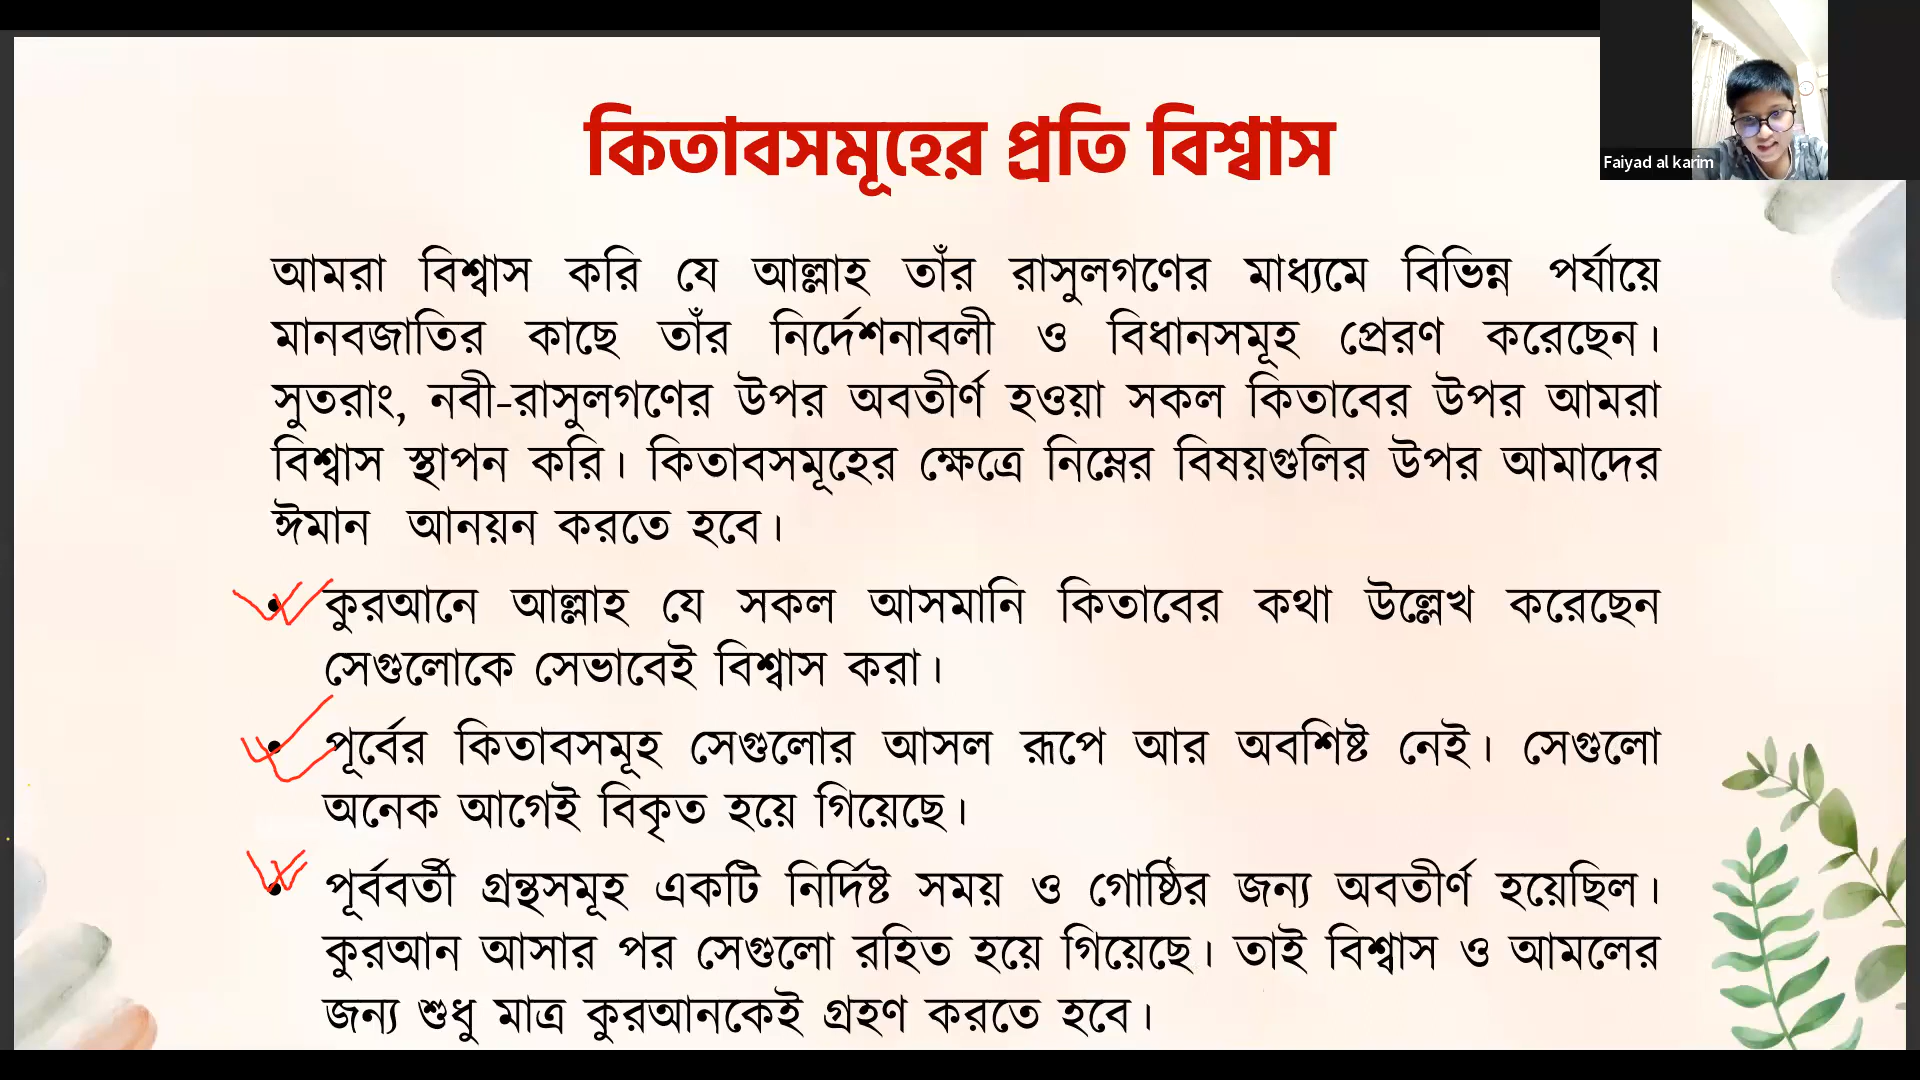 কিতাবসমূহের প্রতি বিশ্বাস
Faiyad al karim
আমরা বিশ্বাস করি যে আল্লাহ তাঁর রাসুলগণের মাধ্যমে বিভিন্ন পর্যায়ে
মানবজাতির কাছে তাঁর নির্দেশনাবলী ও বিধানসমূহ প্রেরণ করেছেন।
সুতরাং, নবী-রাসুলগণের উপর অবতীর্ণ হওয়া সকল কিতাবের উপর আমরা
বিশ্বাস স্থাপন করি। কিতাবসমূহের ক্ষেত্রে নিম্নের বিষয়গুলির উপর আমাদের
ঈমান আনয়ন করতে হবে।
• কুরআনে আল্লাহ যে সকল আসমানি কিতাবের কথা উল্লেখ করেছেন
সেগুলোকে সেভাবেই বিশ্বাস করা।
• পূর্বের কিতাবসমূহ সেগুলোর আসল রূপে আর অবশিষ্ট নেই। সেগুলো
অনেক আগেই বিকৃত হয়ে গিয়েছে।
• পূর্ববর্তী গ্রন্থসমূহ একটি নির্দিষ্ট সময় ও গোষ্ঠির জন্য অবতীর্ণ হয়েছিল।
কুরআন আসার পর সেগুলো রহিত হয়ে গিয়েছে। তাই বিশ্বাস ও আমলের
জন্য শুধু মাত্র কুরআনকেই গ্রহণ করতে হবে।